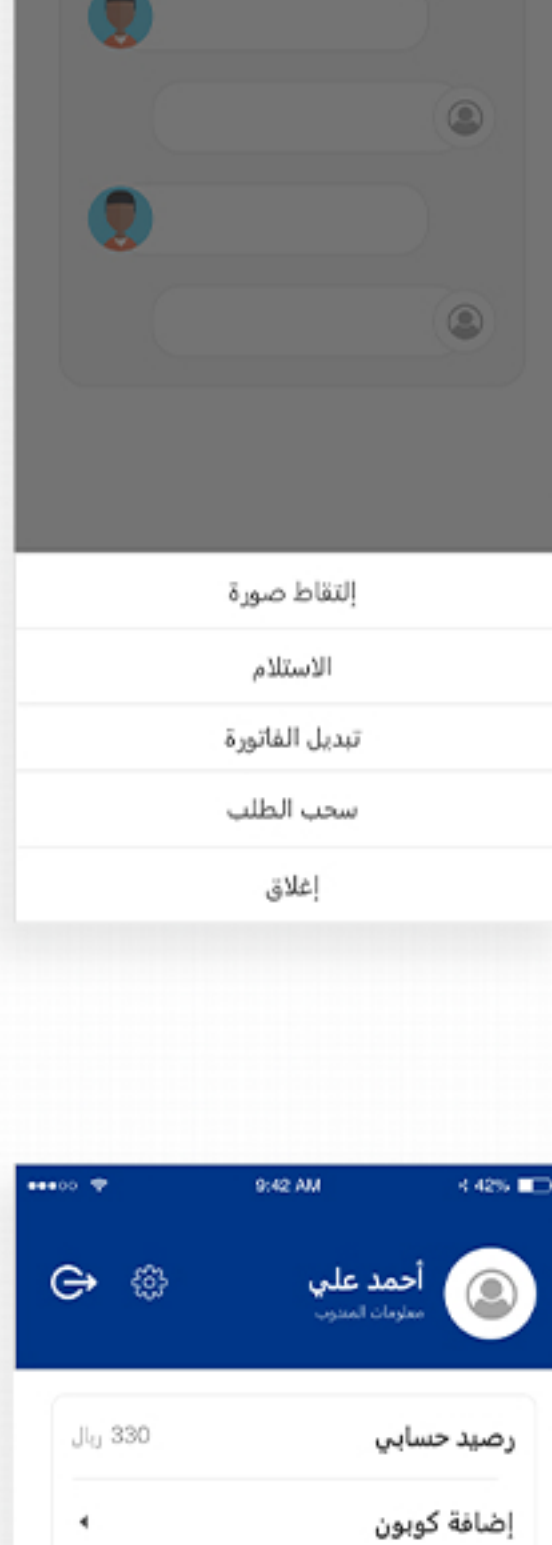 إلتقاط صورة
الاستلام
تبديل الفاتورة
سحب الطلب
إغلاق
9:42 AM
42%
أحمد علي
معلومات المندوب
رصيد حسابي
330 ريال
إضافة كوبون